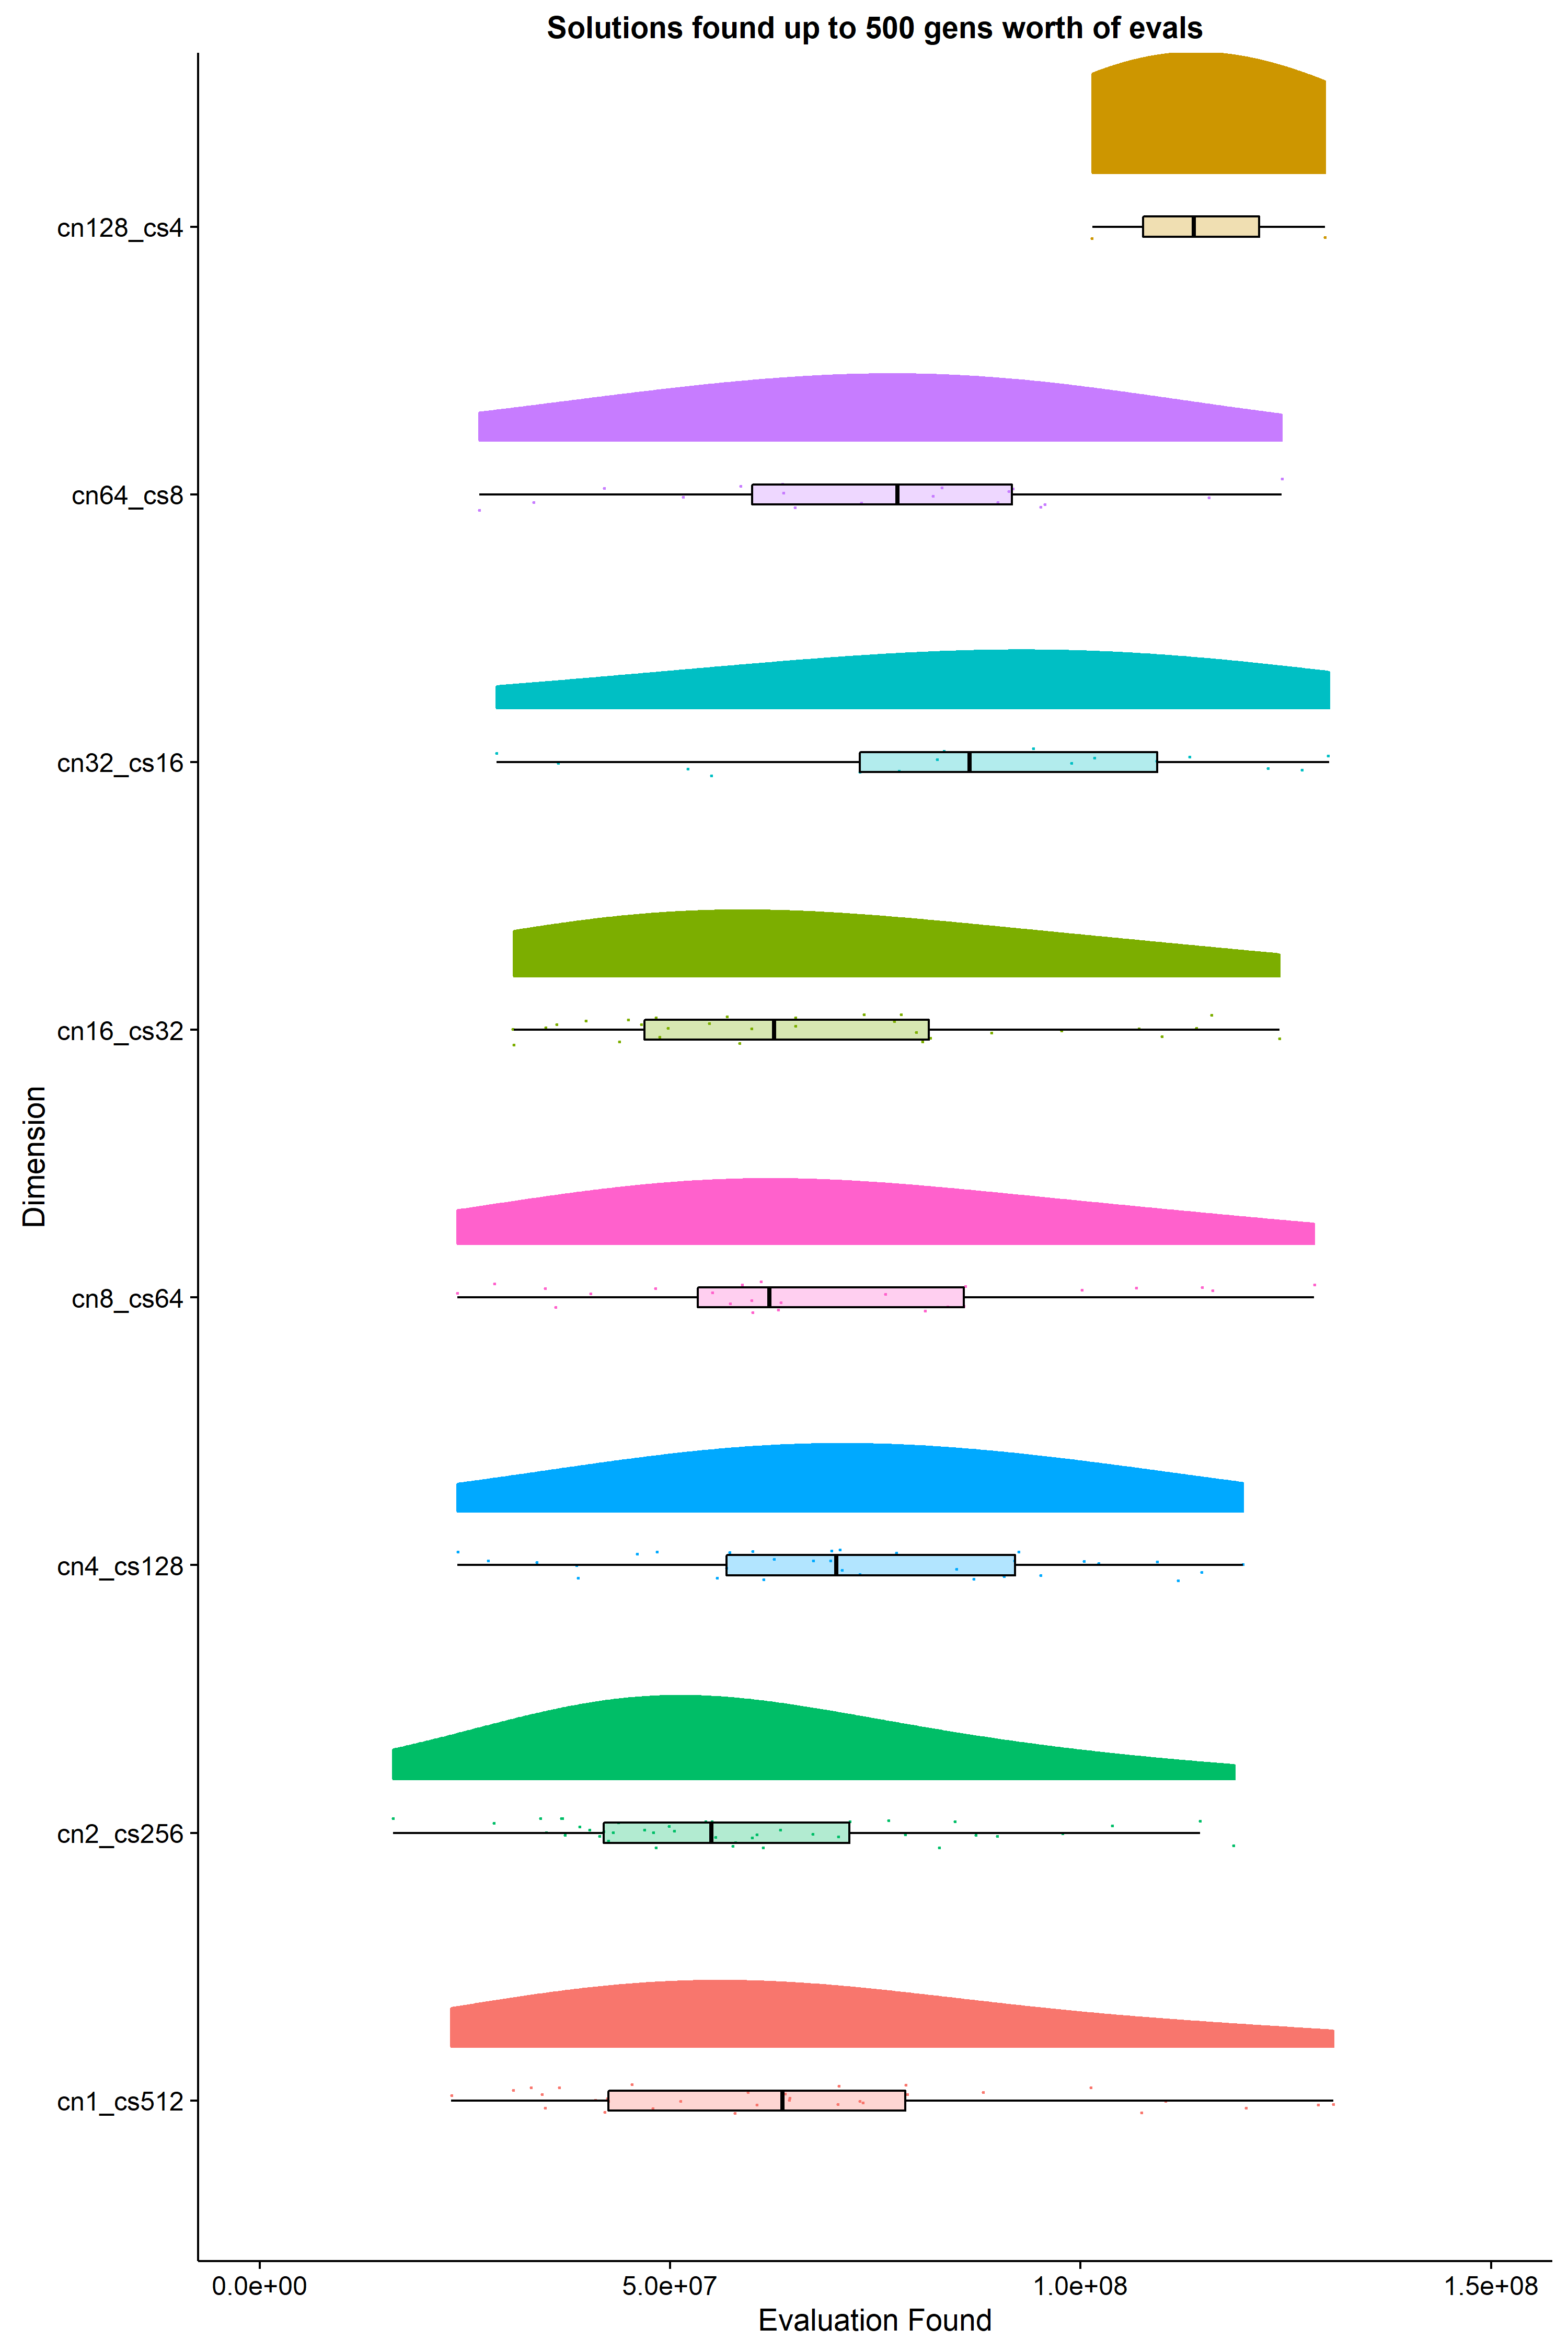 Solutions found up to 500 gens worth of evals
cn128_cs4
cn64_cs8
cn32_cs16
cn16_cs32
Dimension
cn8_cs64
cn4_cs128
cn2_cs256
cn1_cs512
0.0e+00
5.0e+07
1.0e+08
1.5e+08
Evaluation Found